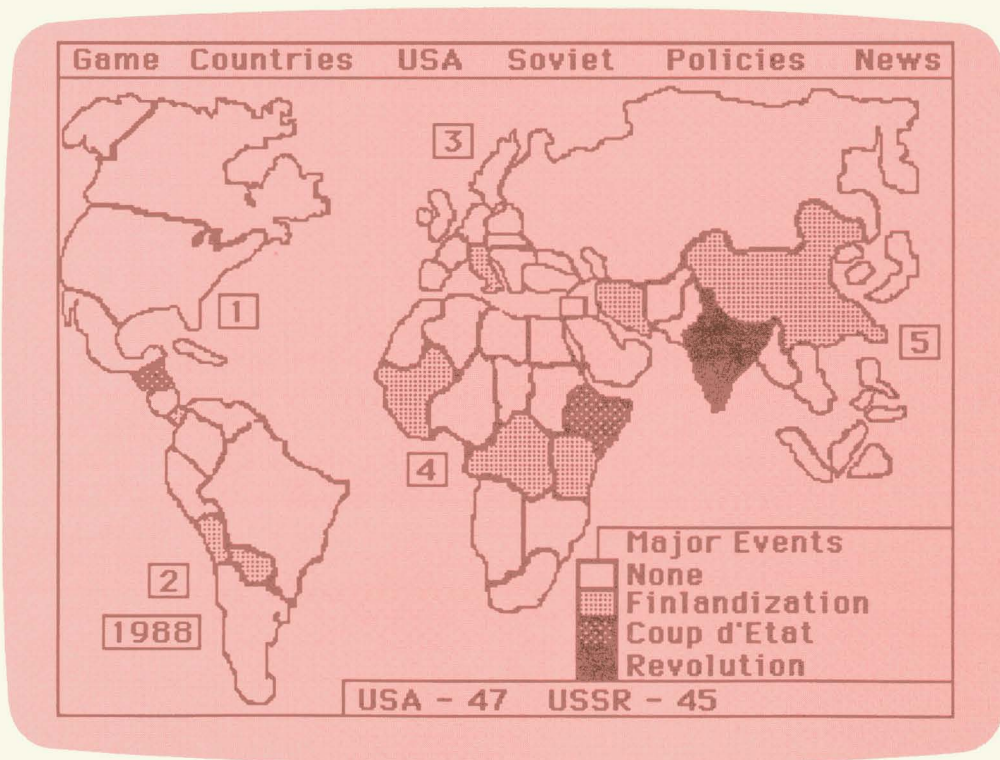 Game Countries USA Soviet Policies News
3
1
5
4
2
1988
Major Events
None
Finlandization
Coup d'Etat
Revolution
USA - 47 USSR - 45